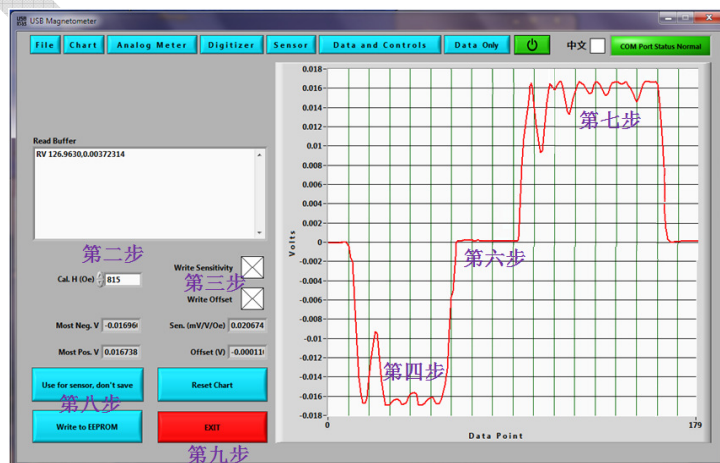 USB Magnetometer
File Chart Analog Meter Digitizer Sensor Data and Controls Data Only 中文 COM Port Status Normal
Read Buffer
RV 126.9630,0.00372314
第二步
Cal. H (Oe) 815
Write Sensitivity
第三步
Write Offset
Most Neg. V -0.01696
Sen. (mV/V/Oe) 0.020674
Most Pos. V 0.016738
Offset (V) -0.00011
Use for sensor, don't save
Reset Chart
第八步
Write to EEPROM
EXIT
第九步
Volts
0.018
0.016
0.014
0.012
0.01
0.008
0.006
0.004
0.002
0
-0.002
-0.004
-0.006
-0.008
-0.01
-0.012
-0.014
-0.016
-0.018
第七步
第六步
第四步
0
179
Data Point